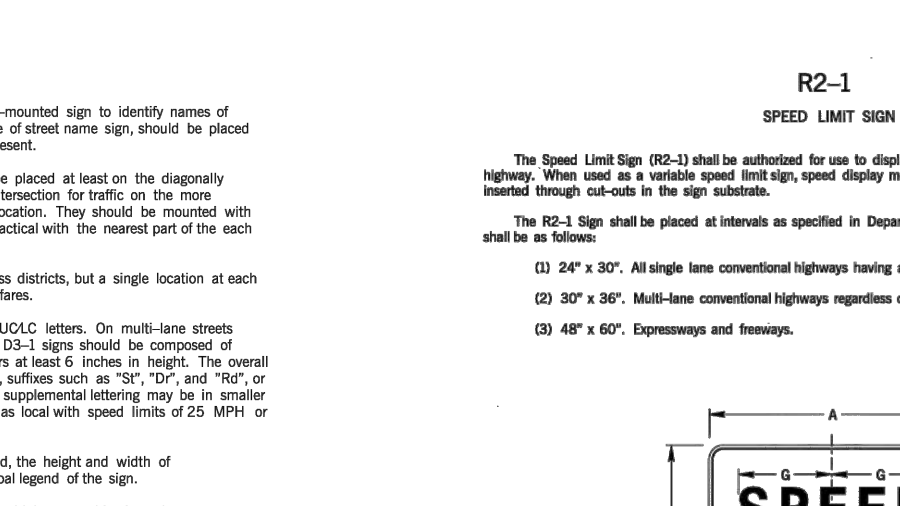 –mounted sign to identify names of
of street name sign, should be placed
esent.
placed at least on the diagonally
tersection for traffic on the more
ocation. They should be mounted with
actical with the nearest part of the each
ss districts, but a single location at each
fares.
UC/LC letters. On multi–lane streets
D3–1 signs should be composed of
rs at least 6 inches in height. The overall
, suffixes such as "St", "Dr", and "Rd", or
supplemental lettering may be in smaller
as local with speed limits of 25 MPH or
d, the height and width of
pal legend of the sign.
R2–1
SPEED LIMIT SIGN
The Speed Limit Sign (R2–1) shall be authorized for use to displ
highway. When used as a variable speed limit sign, speed display m
inserted through cut–outs in the sign substrate.
The R2–1 Sign shall be placed at intervals as specified in Depar
shall be as follows:
(1) 24" x 30". All single lane conventional highways having
(2) 30" x 36". Multi–lane conventional highways regardless
(3) 48" x 60". Expressways and freeways.
A
G G
SPEE